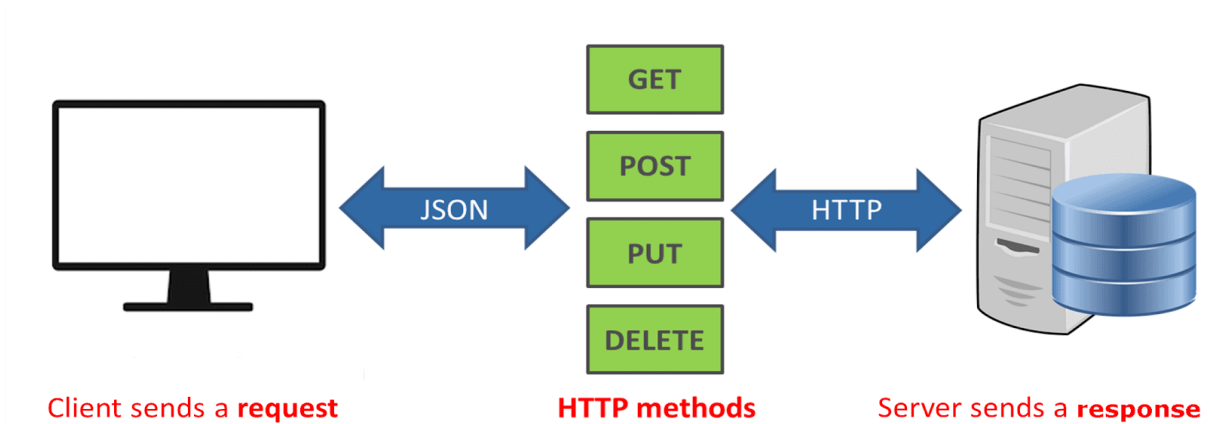 GET
POST
JSON
HTTP
PUT
DELETE
Client sends a request
HTTP methods
Server sends a response